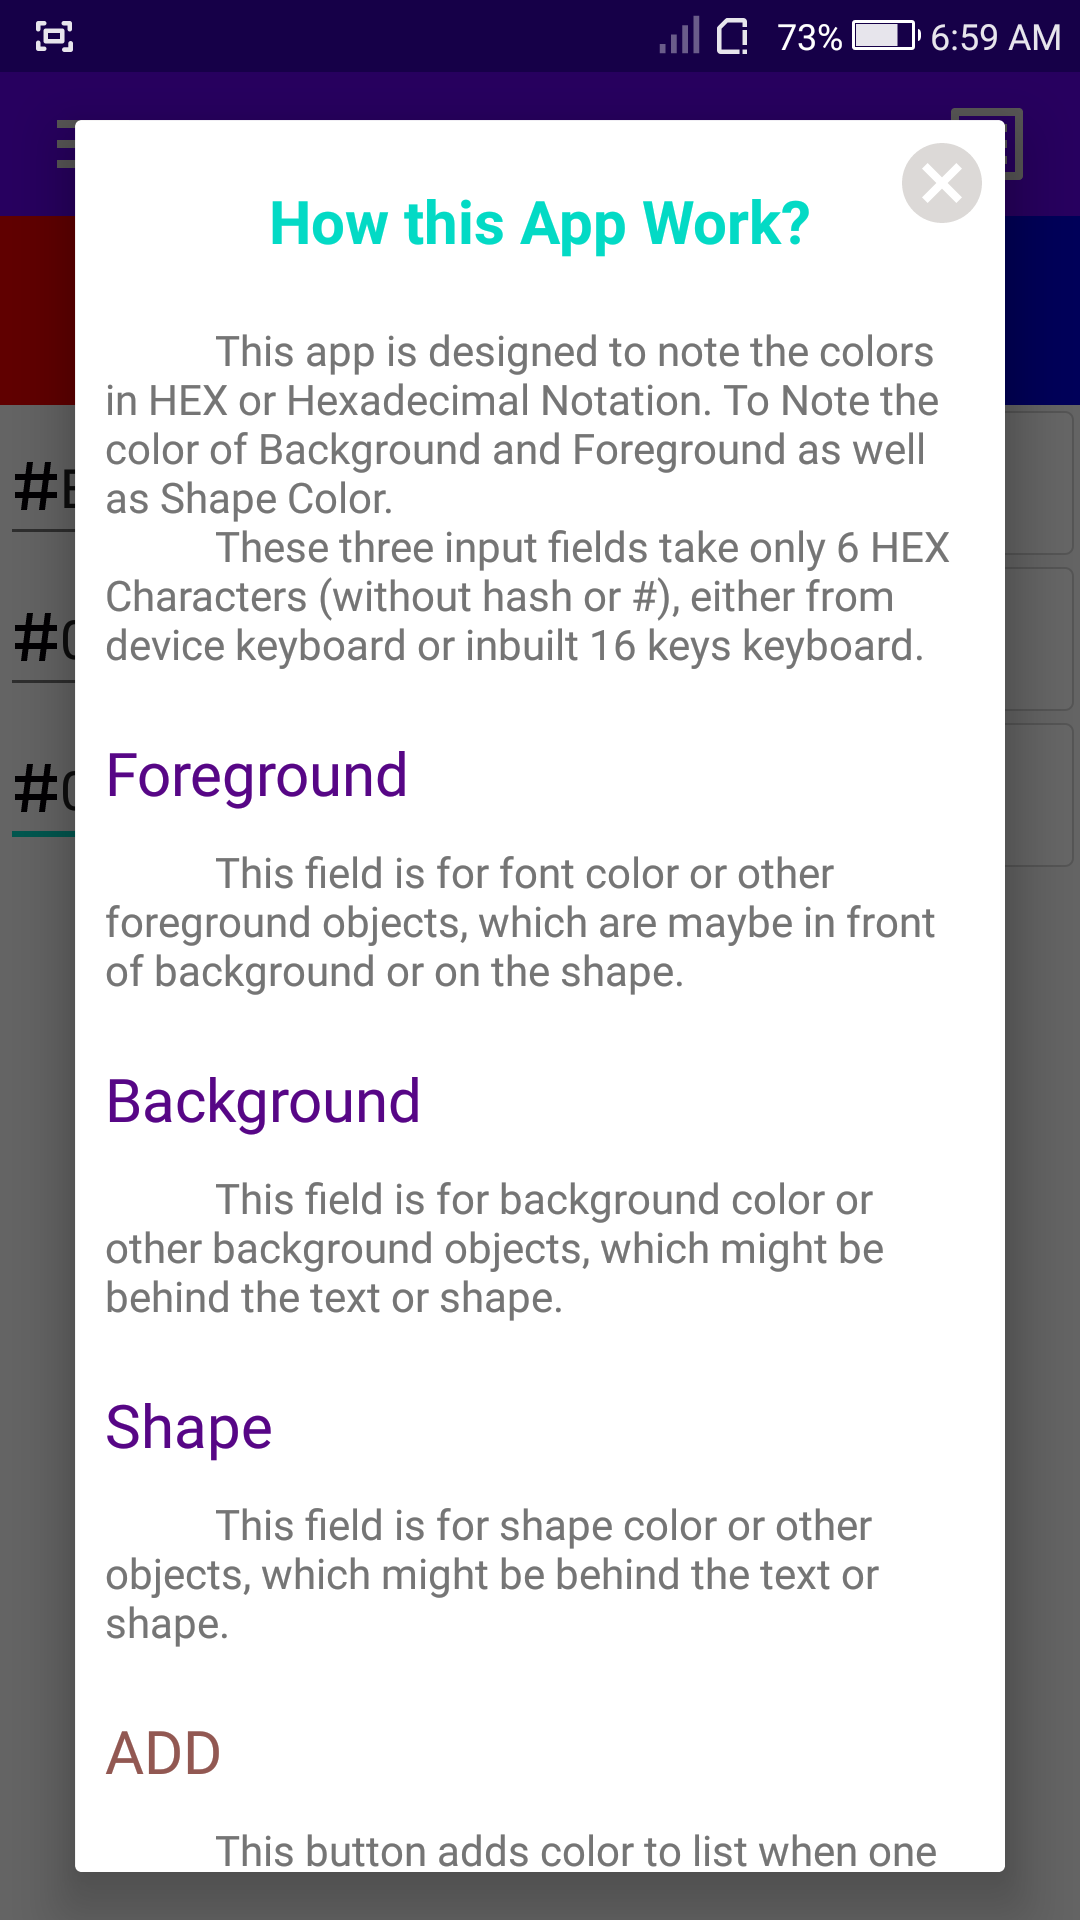 73% 6:59 AM
How this App Work?
This app is designed to note the colors
in HEX or Hexadecimal Notation. To Note the
color of Background and Foreground as well
as Shape Color.
These three input fields take only 6 HEX
Characters (without hash or #), either from
device keyboard or inbuilt 16 keys keyboard.
#
#
#
Foreground
This field is for font color or other
foreground objects, which are maybe in front
of background or on the shape.
Background
This field is for background color or
other background objects, which might be
behind the text or shape.
Shape
This field is for shape color or other
objects, which might be behind the text or
shape.
ADD
This button adds color to list when one